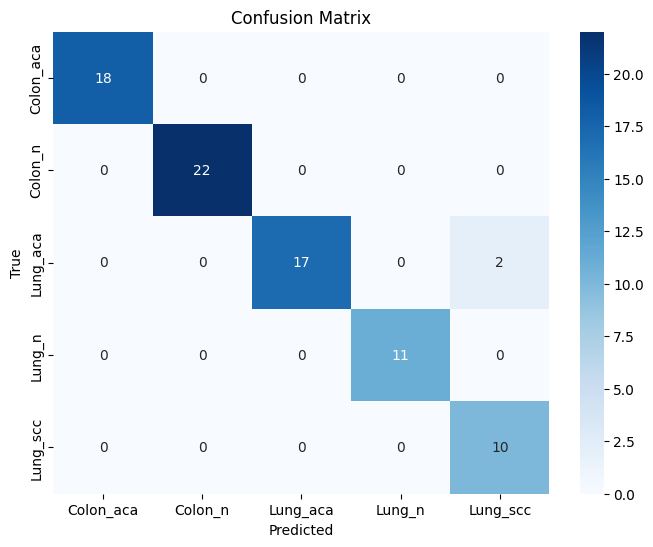 Confusion Matrix
Colon_aca 18 0 0 0 0
Colon_n 0 22 0 0 0
Lung_aca 0 0 17 0 2
Lung_n 0 0 0 11 0
Lung_scc 0 0 0 0 10
True
Colon_aca Colon_n Lung_aca Lung_n Lung_scc
Predicted
20.0
17.5
15.0
12.5
10.0
7.5
5.0
2.5
0.0